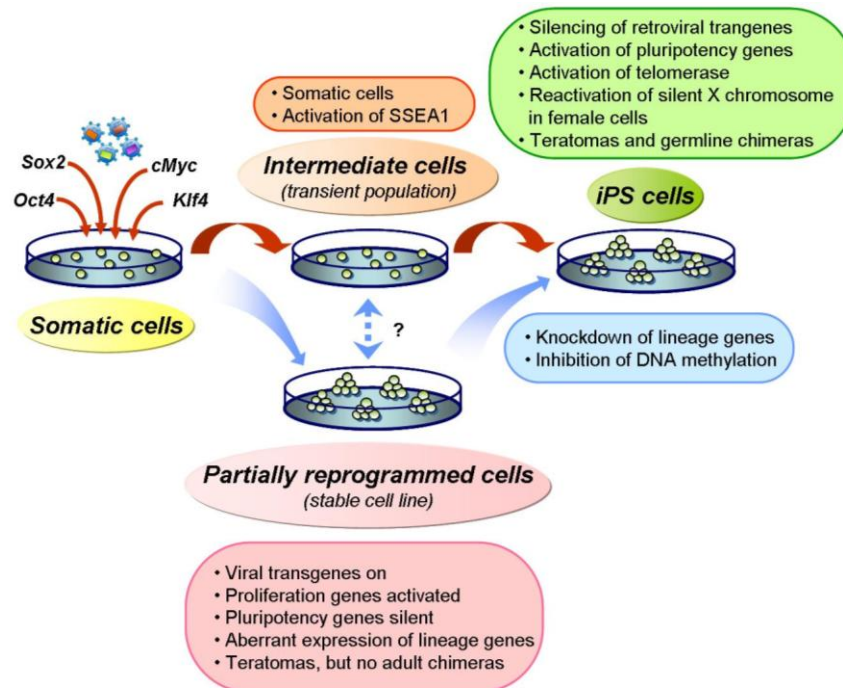 • Silencing of retroviral trangenes
• Activation of pluripotency genes
• Activation of telomerase
• Reactivation of silent X chromosome
in female cells
• Teratomas and germline chimeras
• Somatic cells
• Activation of SSEA1
Sox2
cMyc
Oct4
Klf4
Intermediate cells
(transient population)
iPS cells
Somatic cells
?
• Knockdown of lineage genes
• Inhibition of DNA methylation
Partially reprogrammed cells
(stable cell line)
• Viral transgenes on
• Proliferation genes activated
• Pluripotency genes silent
• Aberrant expression of lineage genes
• Teratomas, but no adult chimeras